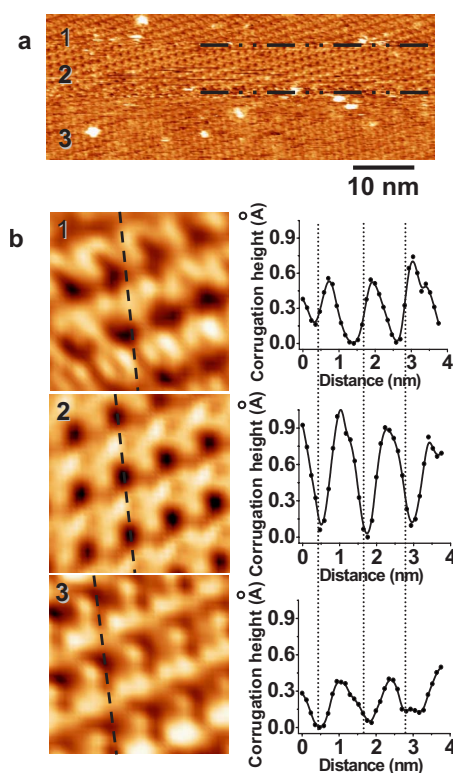 a
1
2
3
10 nm
b
1
Corrugation height (Å)
0.9
0.6
0.3
0.0
0 1 2 3 4
Distance (nm)
2
Corrugation height (Å)
0.9
0.6
0.3
0.0
0 1 2 3 4
Distance (nm)
3
Corrugation height (Å)
0.9
0.6
0.3
0.0
0 1 2 3 4
Distance (nm)